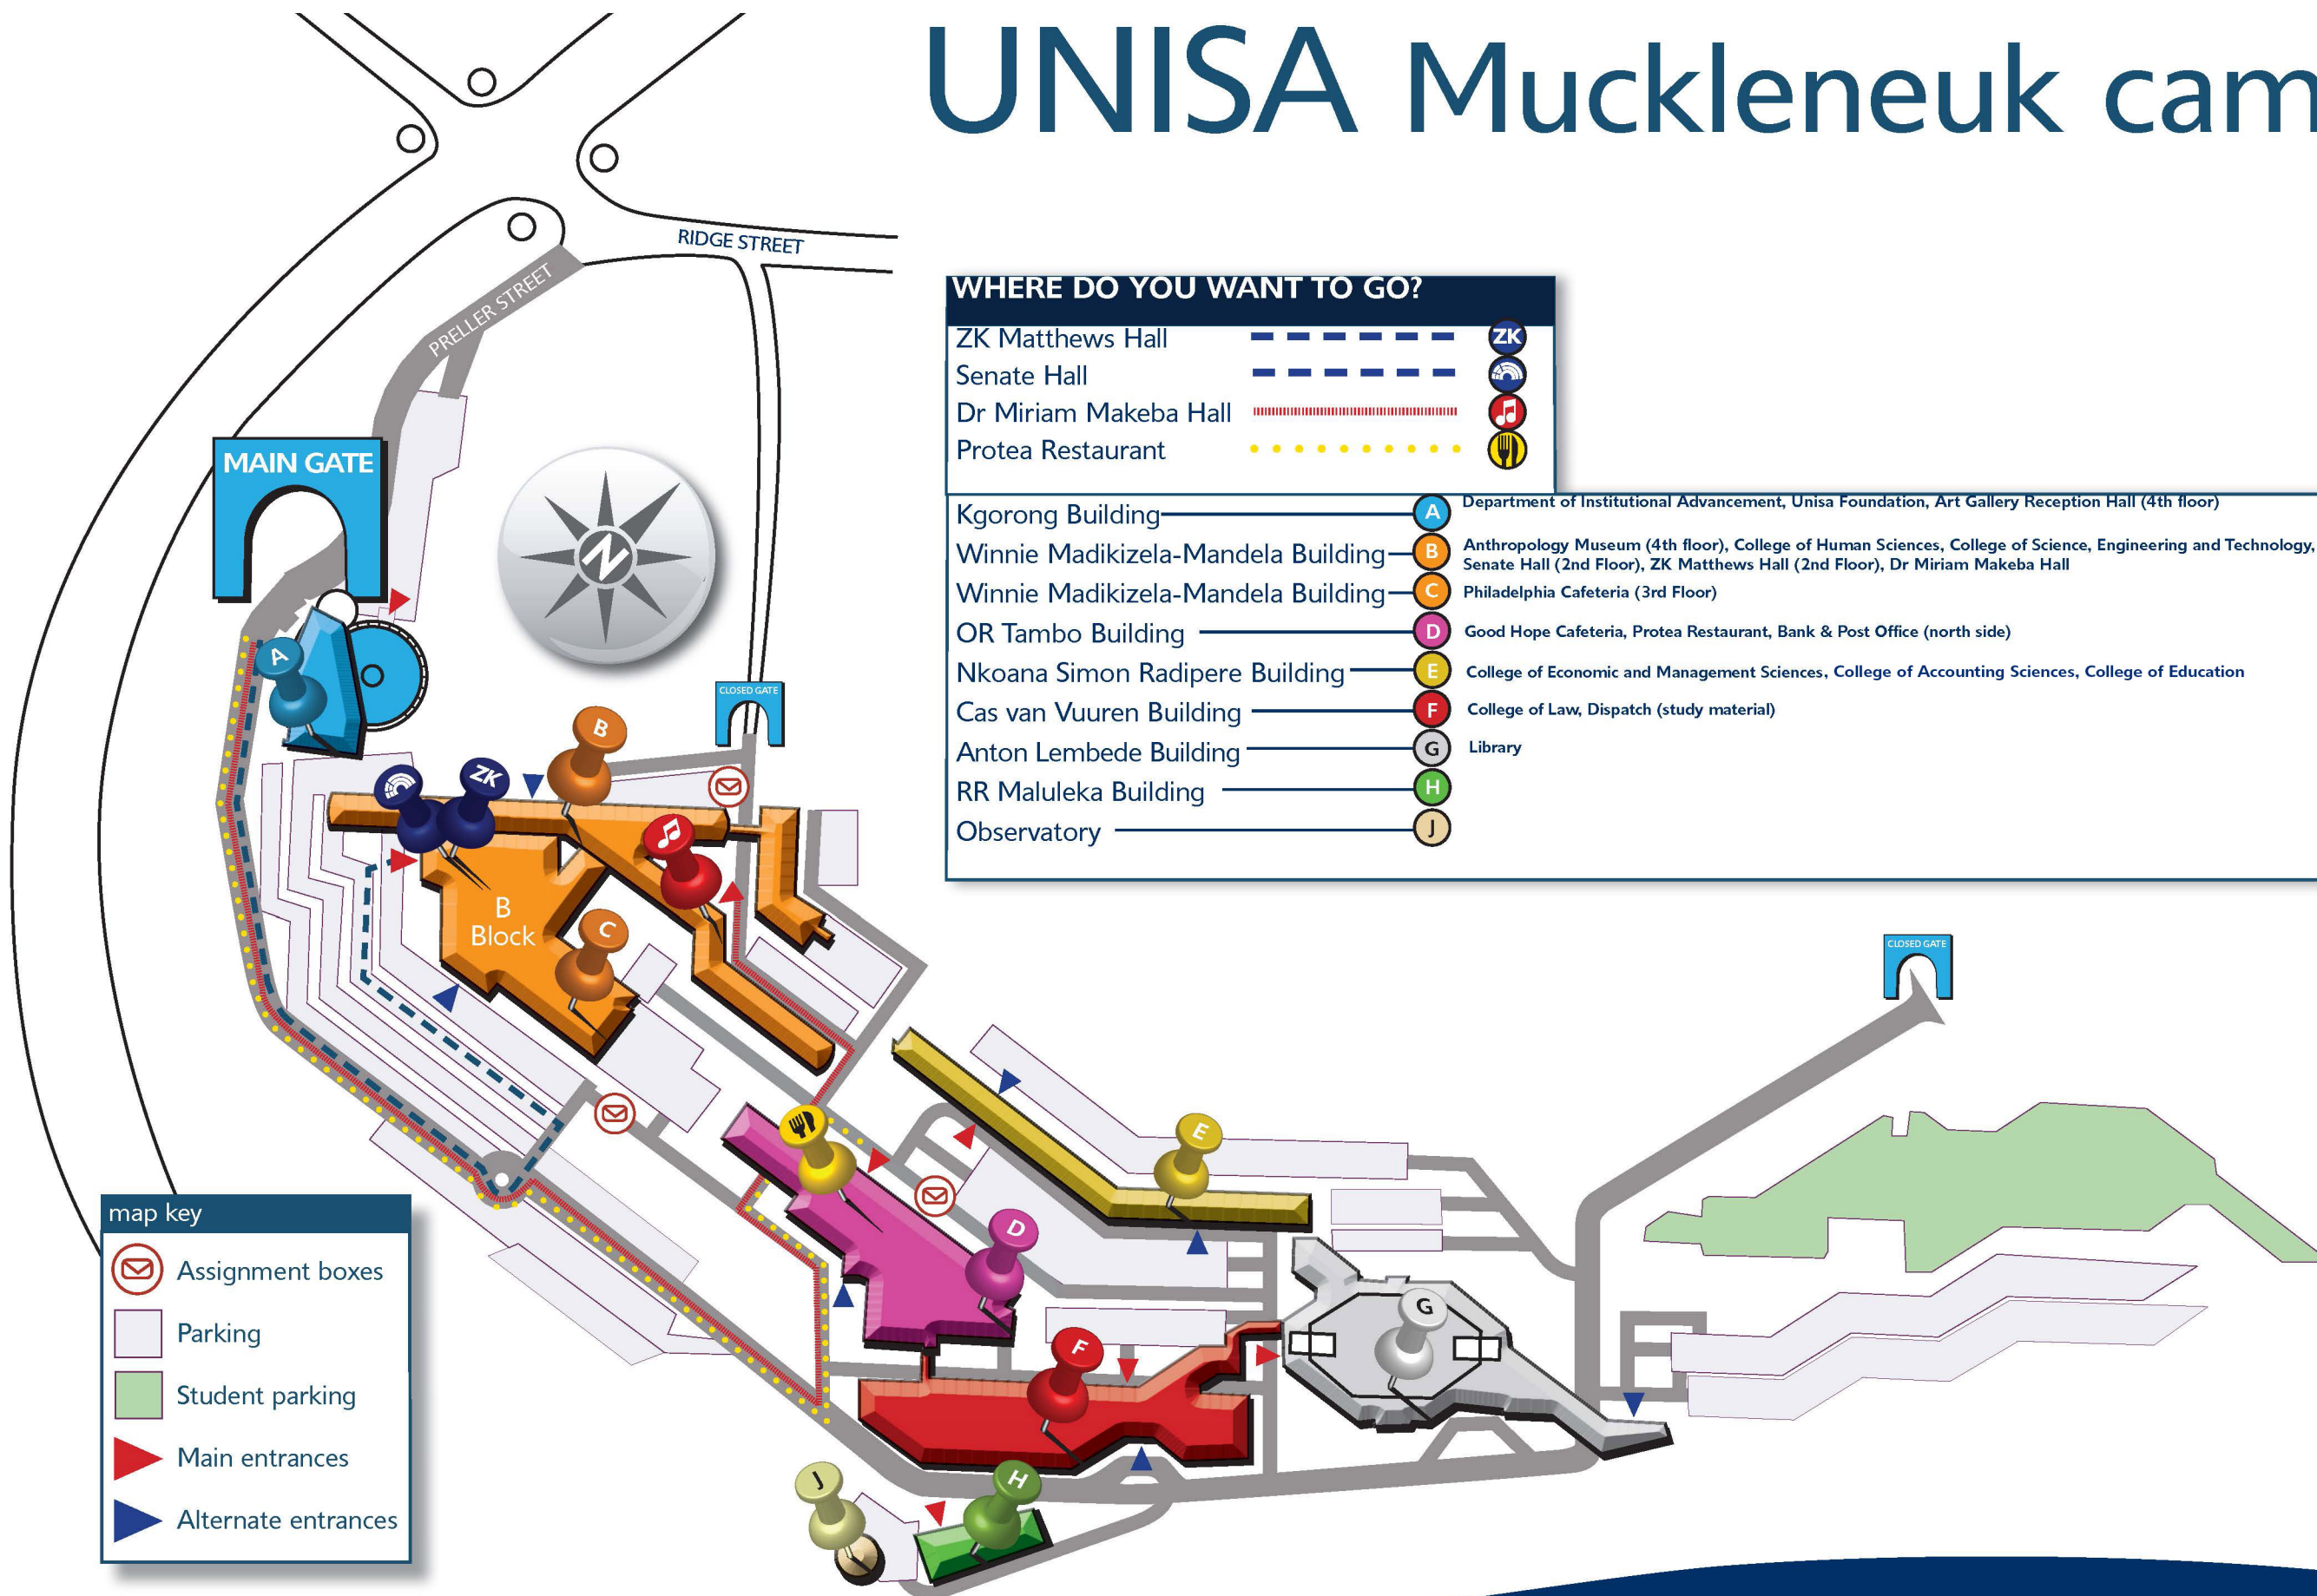 UNISA Muckleneuk cam
RIDGE STREET
PRELLER STREET
WHERE DO YOU WANT TO GO?
ZK Matthews Hall ZK
Senate Hall
Dr Miriam Makeba Hall
Protea Restaurant
Kgorong Building A Department of Institutional Advancement, Unisa Foundation, Art Gallery Reception Hall (4th floor)
Winnie Madikizela-Mandela Building B Anthropology Museum (4th floor), College of Human Sciences, College of Science, Engineering and Technology,
Senate Hall (2nd Floor), ZK Matthews Hall (2nd Floor), Dr Miriam Makeba Hall
Winnie Madikizela-Mandela Building C Philadelphia Cafeteria (3rd Floor)
OR Tambo Building D Good Hope Cafeteria, Protea Restaurant, Bank & Post Office (north side)
Nkoana Simon Radipere Building E College of Economic and Management Sciences, College of Accounting Sciences, College of Education
Cas van Vuuren Building F College of Law, Dispatch (study material)
Anton Lembede Building G Library
RR Maluleka Building H
Observatory J
MAIN GATE
N
A
CLOSED GATE
B
ZK
B
Block
C
CLOSED GATE
E
D
G
F
J
H
map key
Assignment boxes
Parking
Student parking
Main entrances
Alternate entrances